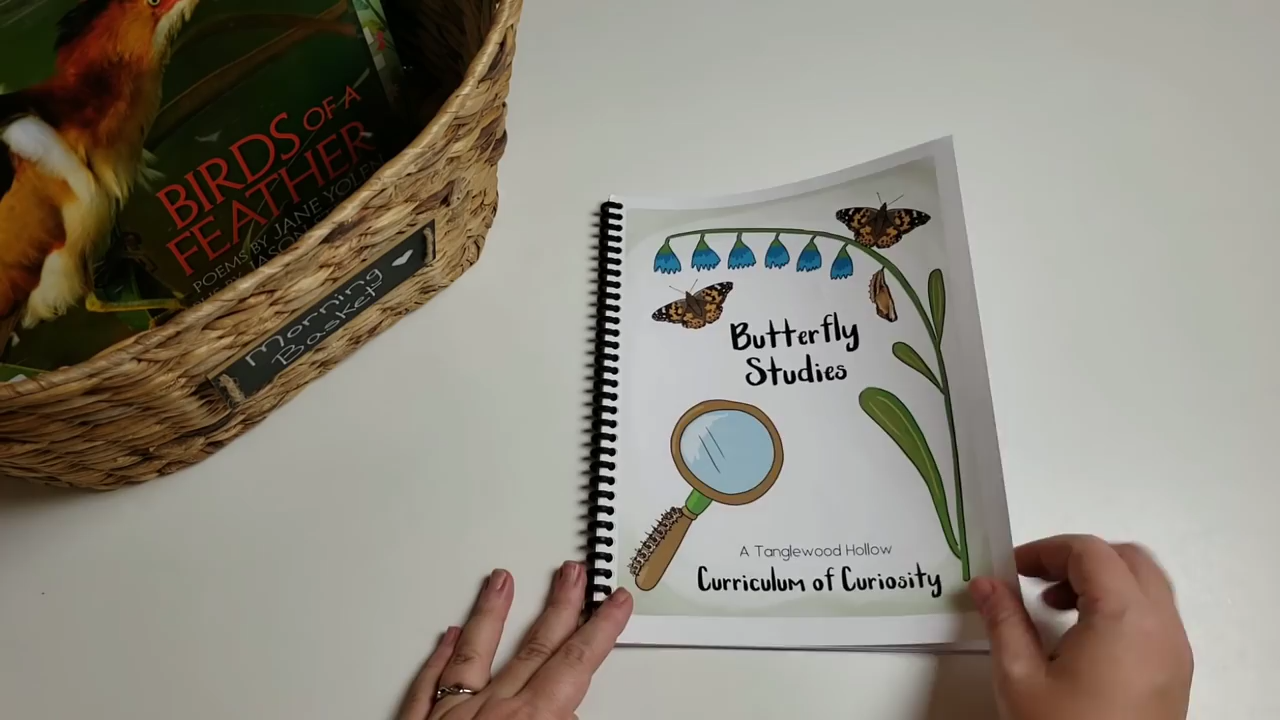 BIRDS OF A
FEATHER
POEMS BY JANE YOLEN
Morning
Basket
Butterfly
Studies
A Tanglewood Hollow
Curriculum of Curiosity